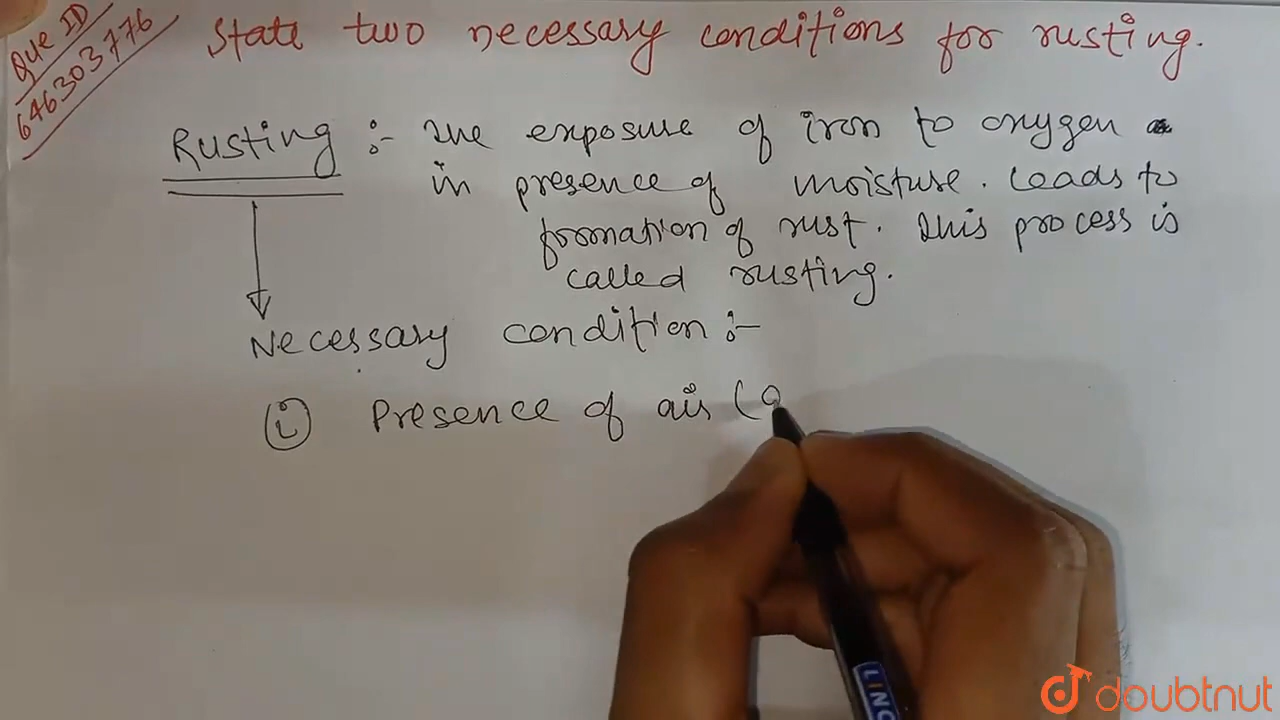 Que ID
646303776
State two necessary conditions for rusting.
Rusting :- The exposure of iron to oxygen
in presence of moisture. Leads to
formation of rust. This process is
called rusting.
Necessary condition :-
(i) Presence of air (O
LINC
doubtnut